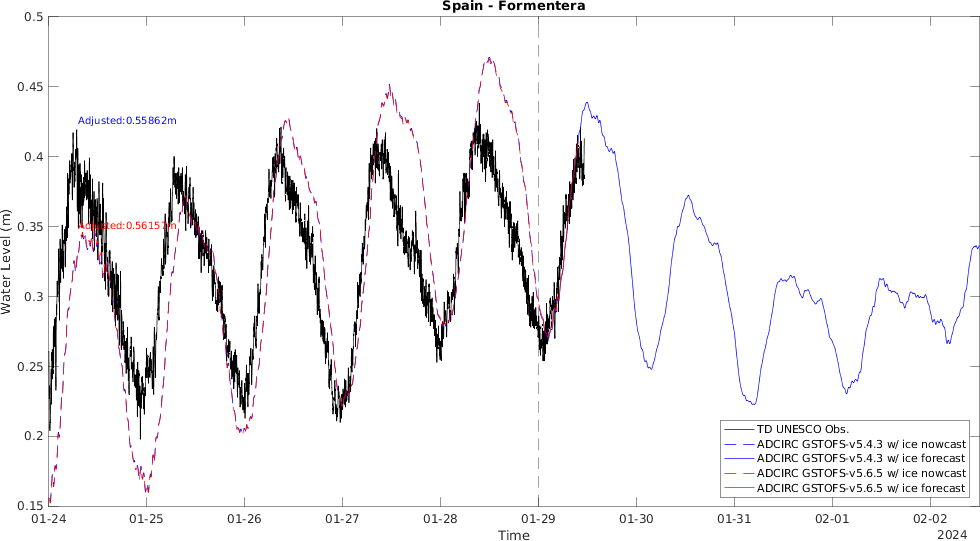 Spain - Formentera
0.5
0.45
0.4
0.35
0.3
0.25
0.2
0.15
Water Level (m)
Adjusted:0.55862m
Adjusted:0.56157m
TD UNESCO Obs.
ADCIRC GSTOFS-v5.4.3 w/ ice nowcast
ADCIRC GSTOFS-v5.4.3 w/ ice forecast
ADCIRC GSTOFS-v5.6.5 w/ ice nowcast
ADCIRC GSTOFS-v5.6.5 w/ ice forecast
01-24 01-25 01-26 01-27 01-28 01-29 01-30 01-31 02-01 02-02
Time
2024